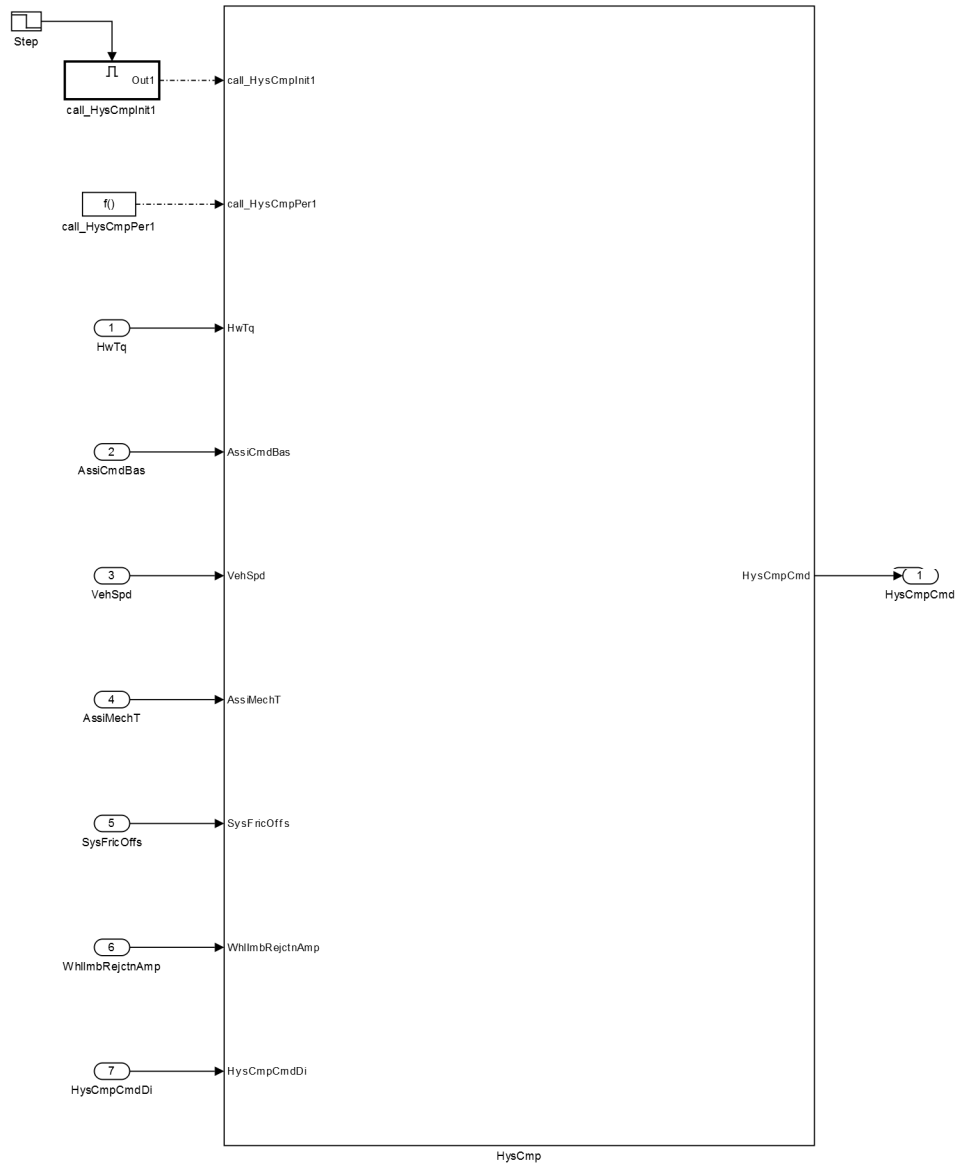 Step
Out1
call_HysCmpInit1
call_HysCmpInit1
f()
call_HysCmpPer1
call_HysCmpPer1
1
HwTq
HwTq
2
AssiCmdBas
AssiCmdBas
3
VehSpd
VehSpd
HysCmpCmd
1
HysCmpCmd
4
AssiMechT
AssiMechT
5
SysFricOffs
SysFricOffs
6
WhlImbRejctnAmp
WhlImbRejctnAmp
7
HysCmpCmdDi
HysCmpCmdDi
HysCmp